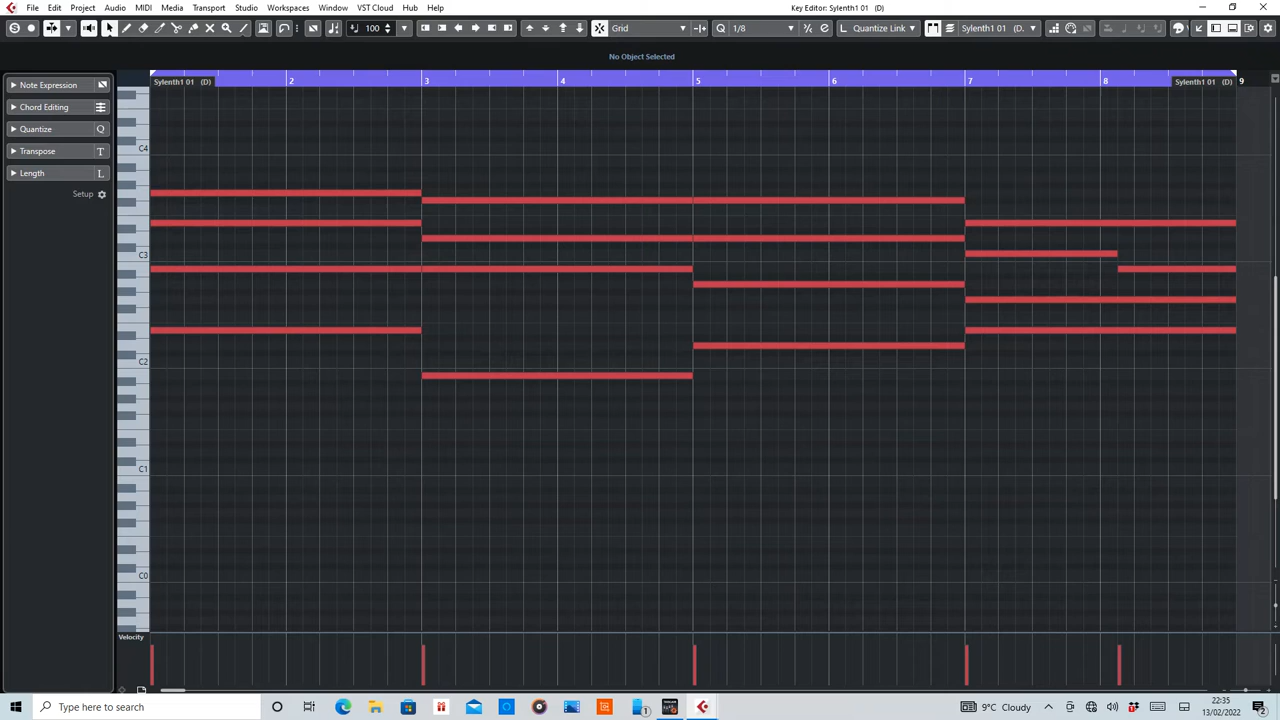 File Edit Project Audio MIDI Media Transport Studio Workspaces Window VST Cloud Hub Help Key Editor: Sylenth1 01 (D)
S 100 Grid Q 1/8 L Quantize Link Sylenth1 01 (D.
No Object Selected
Note Expression
Chord Editing
Quantize Q
Transpose T
Length L
Setup
2 3 4 5 6 7 8 9
Sylenth1 01 (D) Sylenth1 01 (D)
C4
C3
C2
C1
C0
Velocity
Type here to search 1 9°C Cloudy 22:35
13/02/2022 2